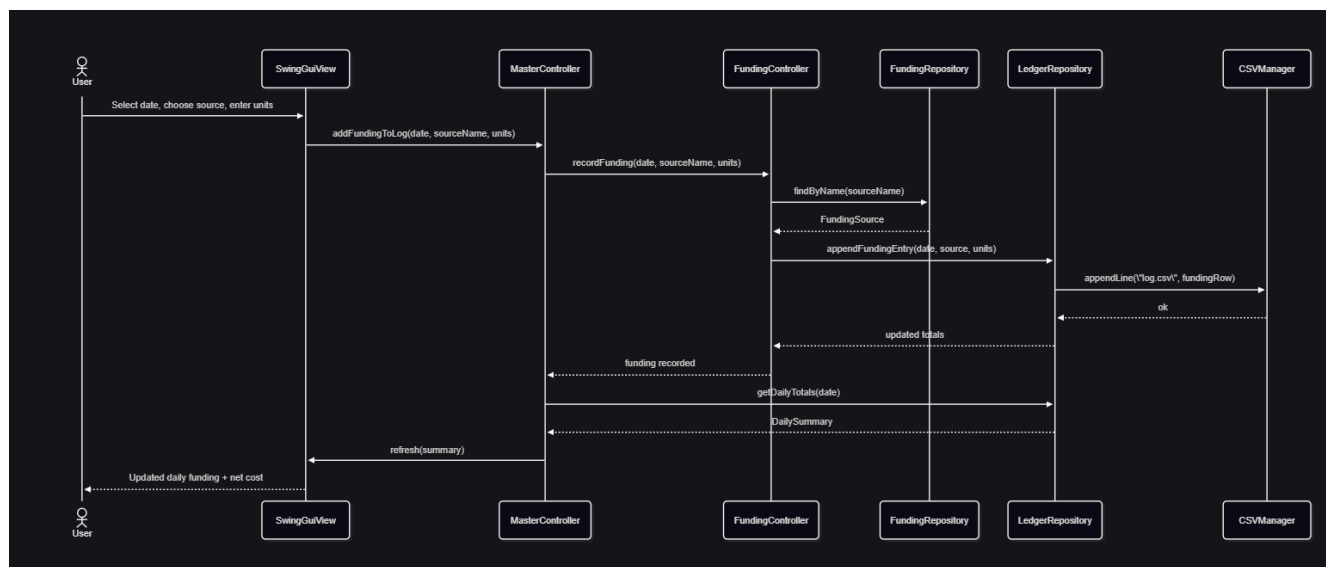 User
SwingGuiView
MasterController
FundingController
FundingRepository
LedgerRepository
CSVManager
Select date, choose source, enter units
addFundingToLog(date, sourceName, units)
recordFunding(date, sourceName, units)
findByName(sourceName)
FundingSource
appendFundingEntry(date, source, units)
appendLine(\"log.csv\", fundingRow)
ok
updated totals
funding recorded
getDailyTotals(date)
DailySummary
refresh(summary)
Updated daily funding + net cost
User
SwingGuiView
MasterController
FundingController
FundingRepository
LedgerRepository
CSVManager